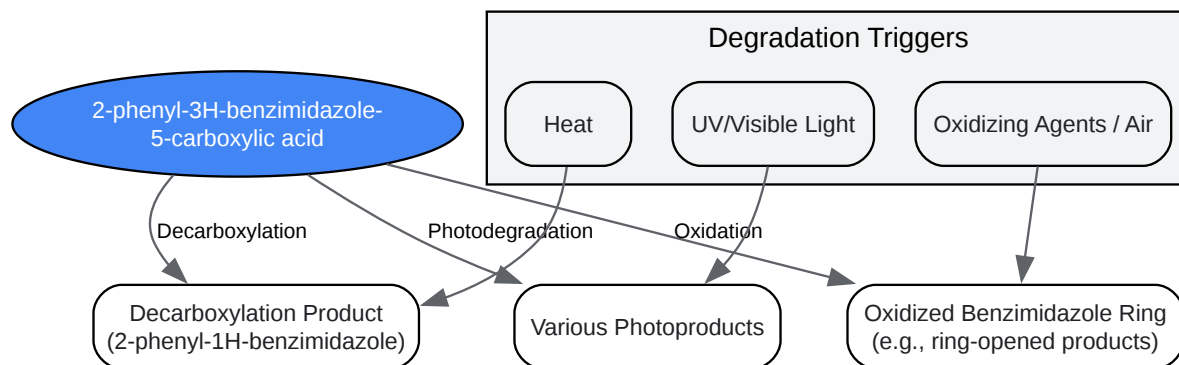 Degradation Triggers
2-phenyl-3H-benzimidazole-
5-carboxylic acid
Heat
UV/Visible Light
Oxidizing Agents / Air
Decarboxylation
Photodegradation
Oxidation
Decarboxylation Product
(2-phenyl-1H-benzimidazole)
Various Photoproducts
Oxidized Benzimidazole Ring
(e.g., ring-opened products)